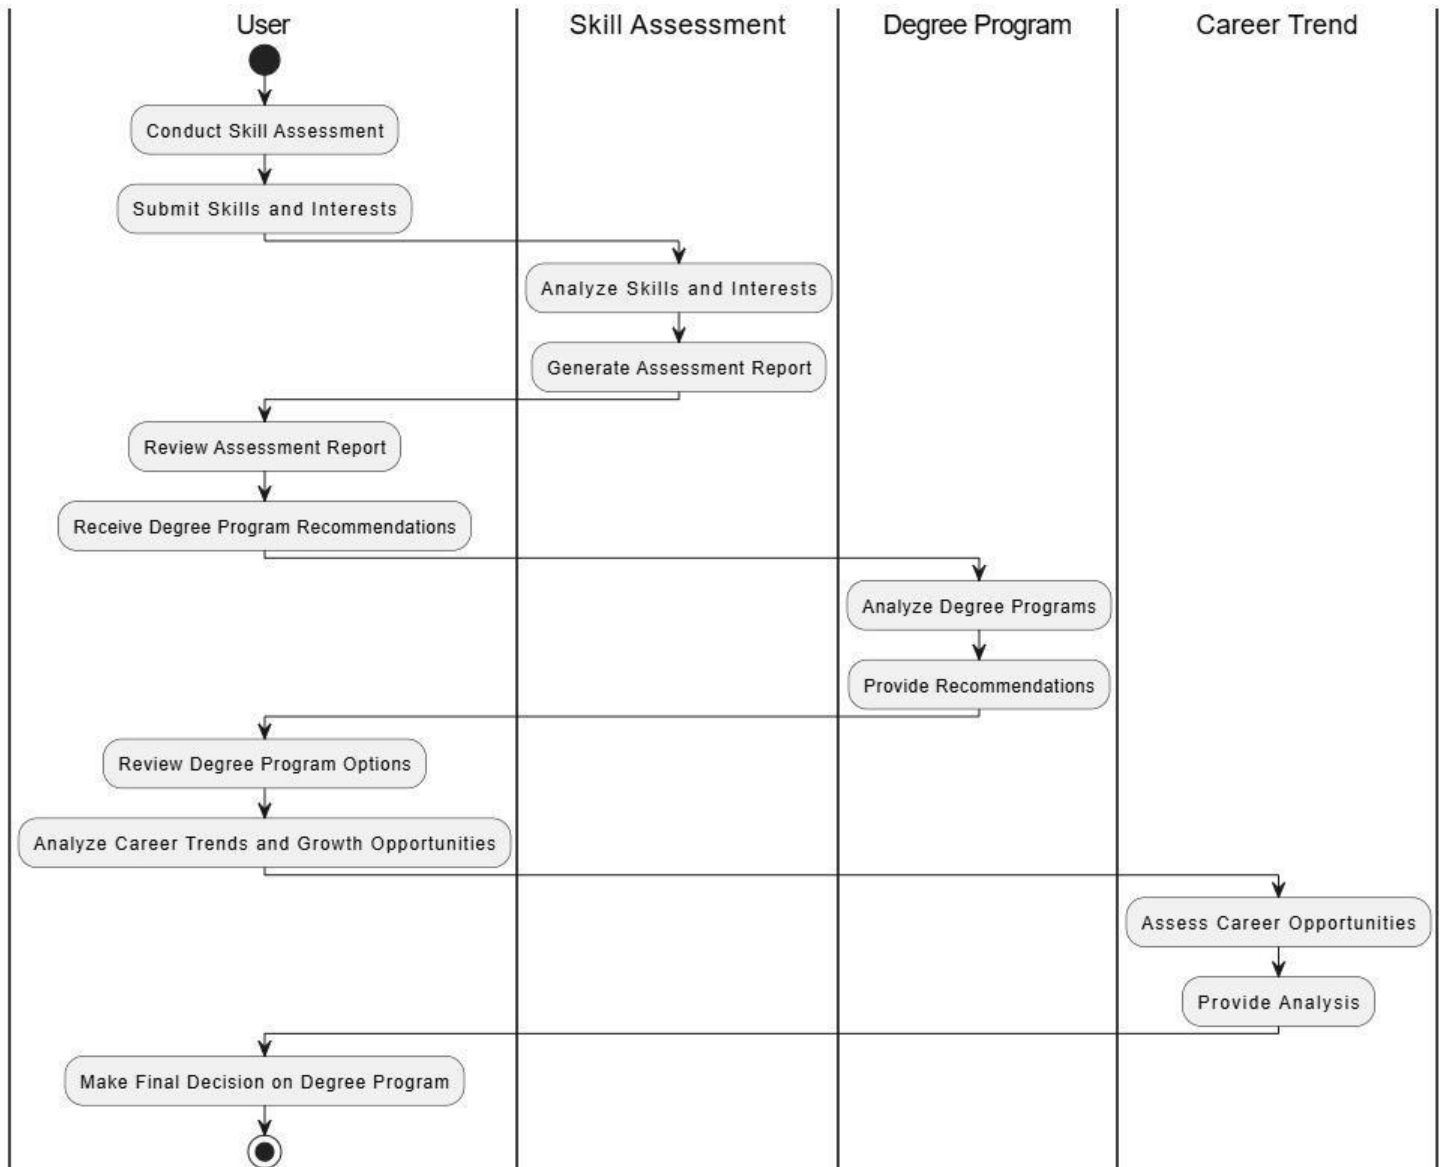 User
Skill Assessment
Degree Program
Career Trend
Conduct Skill Assessment
Submit Skills and Interests
Analyze Skills and Interests
Generate Assessment Report
Review Assessment Report
Receive Degree Program Recommendations
Analyze Degree Programs
Provide Recommendations
Review Degree Program Options
Analyze Career Trends and Growth Opportunities
Assess Career Opportunities
Provide Analysis
Make Final Decision on Degree Program